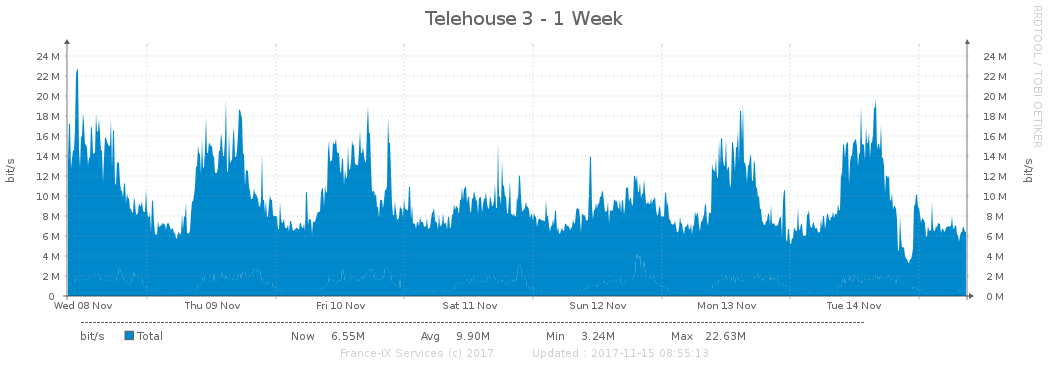 Telehouse 3 - 1 Week
RRDTOOL / TOBI OETIKER
24 M 24 M
22 M 22 M
20 M 20 M
18 M 18 M
16 M 16 M
14 M 14 M
12 M 12 M
10 M 10 M
8 M 8 M
6 M 6 M
4 M 4 M
2 M 2 M
0 0 M
bit/s
bit/s
Wed 08 Nov Thu 09 Nov Fri 10 Nov Sat 11 Nov Sun 12 Nov Mon 13 Nov Tue 14 Nov
bit/s Total Now 6.55M Avg 9.90M Min 3.24M Max 22.63M
France-IX Services (c) 2017 Updated : 2017-11-15 08:55:13